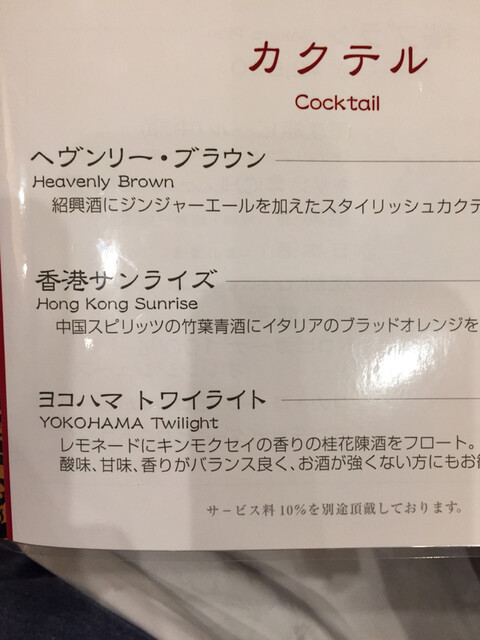 カクテル
Cocktail
ヘヴンリー・ブラウン
Heavenly Brown
紹興酒にジンジャーエールを加えたスタイリッシュカクテ
香港サンライズ
Hong Kong Sunrise
中国スピリッツの竹葉青酒にイタリアのブラッドオレンジを
ヨコハマ トワイライト
YOKOHAMA Twilight
レモネードにキンモクセイの香りの桂花陳酒をフロート。
酸味、甘味、香りがバランス良く、お酒が強くない方にもお
サービス料10%を別途頂戴しております。